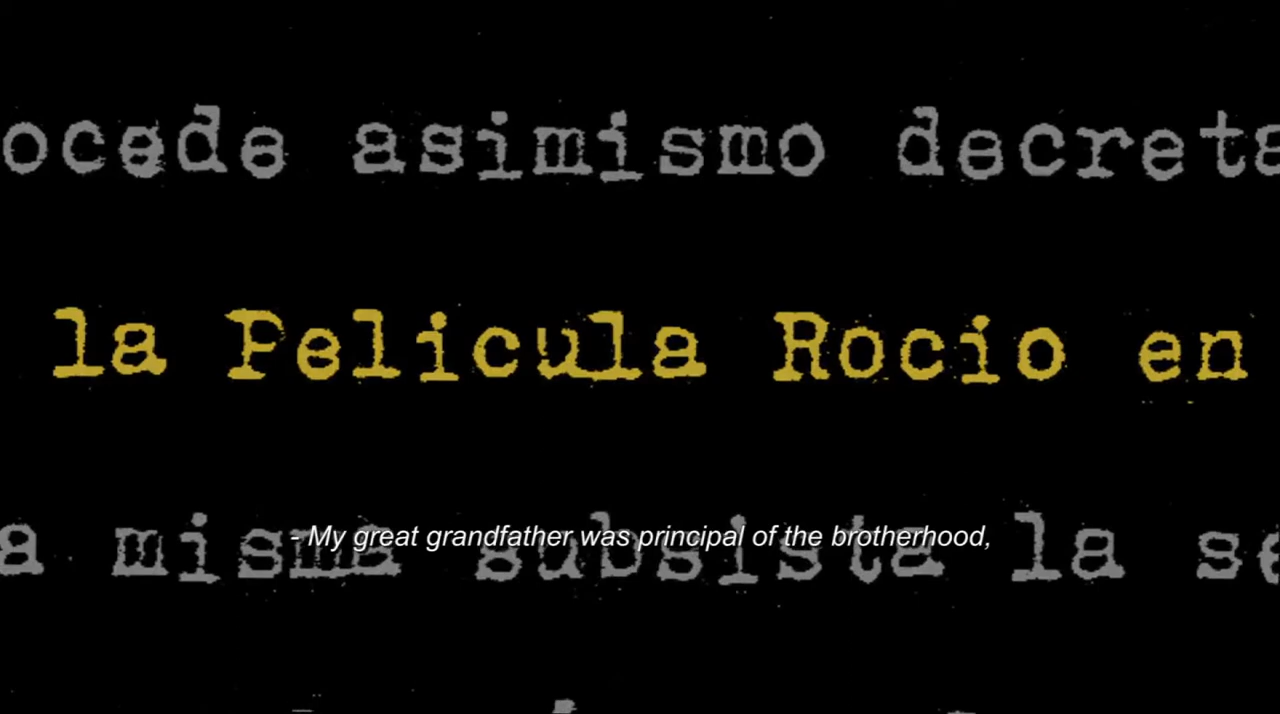 ocede asimismo decreta
la Pelicula Rocio en
a misma subsista la se
- My great grandfather was principal of the brotherhood,